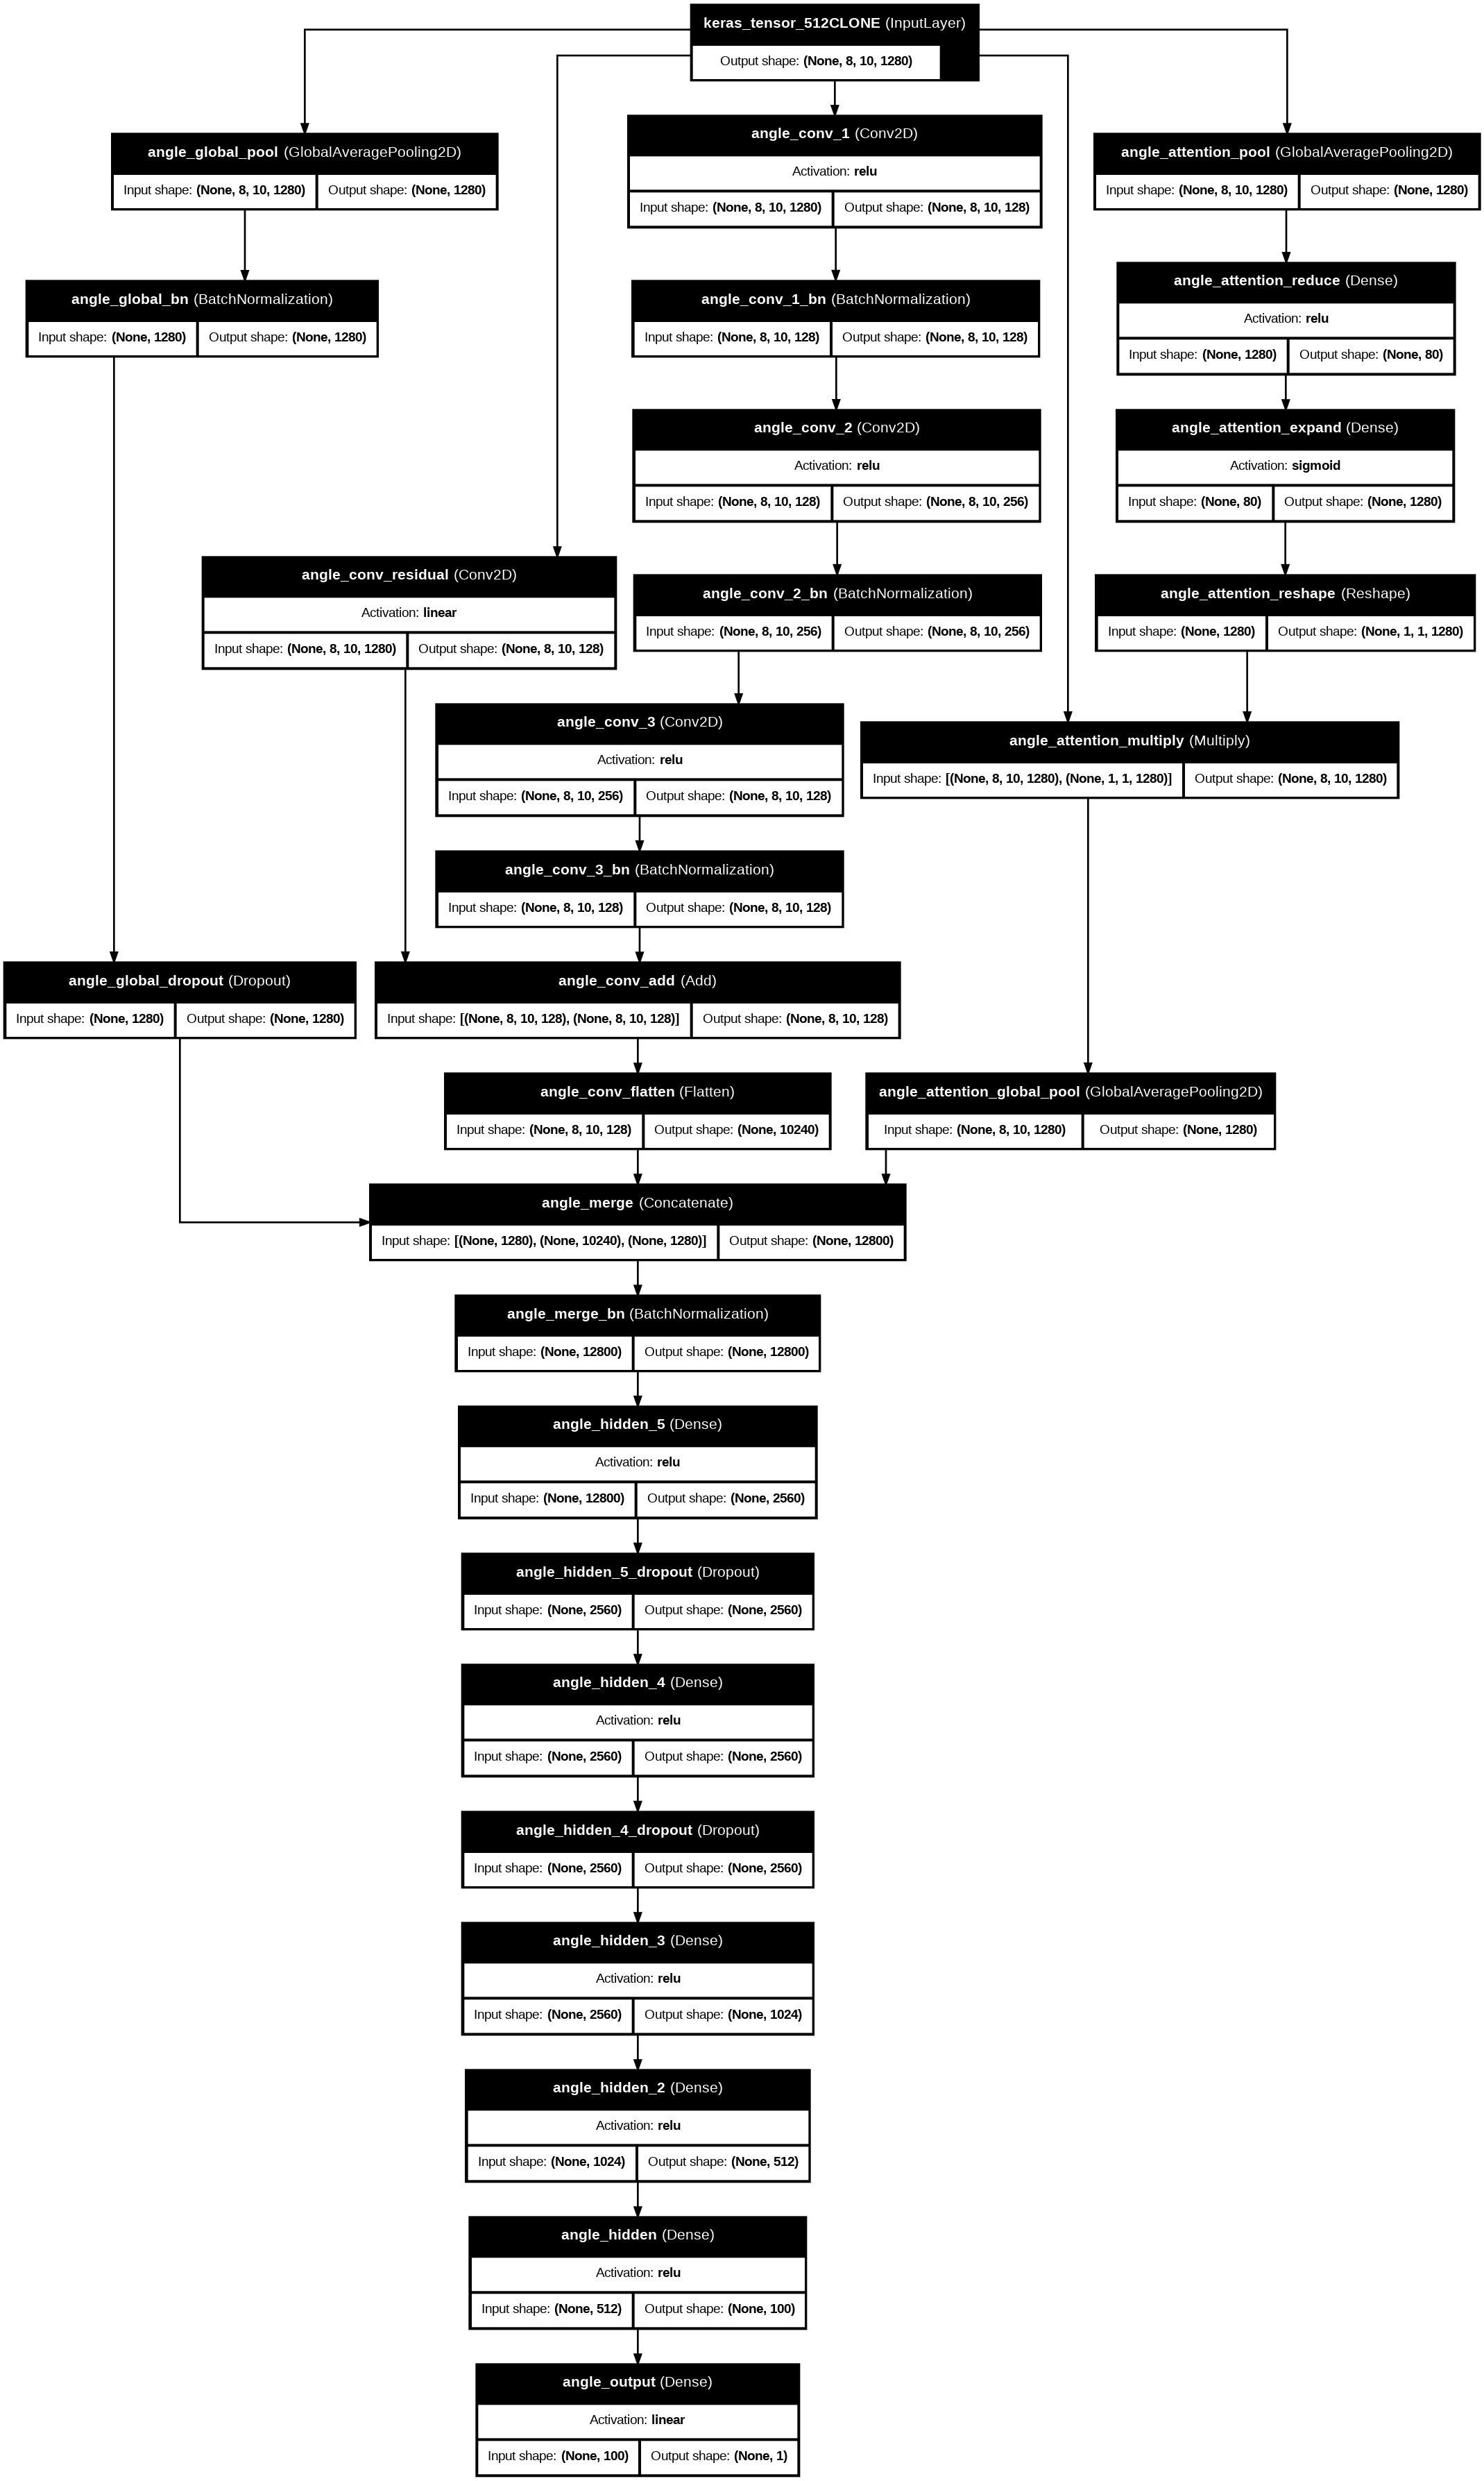 keras_tensor_512CLONE (InputLayer)
Output shape: (None, 8, 10, 1280)
angle_global_pool (GlobalAveragePooling2D)
Input shape: (None, 8, 10, 1280) Output shape: (None, 1280)
angle_conv_1 (Conv2D)
Activation: relu
Input shape: (None, 8, 10, 1280) Output shape: (None, 8, 10, 128)
angle_attention_pool (GlobalAveragePooling2D)
Input shape: (None, 8, 10, 1280) Output shape: (None, 1280)
angle_global_bn (BatchNormalization)
Input shape: (None, 1280) Output shape: (None, 1280)
angle_conv_1_bn (BatchNormalization)
Input shape: (None, 8, 10, 128) Output shape: (None, 8, 10, 128)
angle_attention_reduce (Dense)
Activation: relu
Input shape: (None, 1280) Output shape: (None, 80)
angle_conv_2 (Conv2D)
Activation: relu
Input shape: (None, 8, 10, 128) Output shape: (None, 8, 10, 256)
angle_attention_expand (Dense)
Activation: sigmoid
Input shape: (None, 80) Output shape: (None, 1280)
angle_conv_residual (Conv2D)
Activation: linear
Input shape: (None, 8, 10, 1280) Output shape: (None, 8, 10, 128)
angle_conv_2_bn (BatchNormalization)
Input shape: (None, 8, 10, 256) Output shape: (None, 8, 10, 256)
angle_attention_reshape (Reshape)
Input shape: (None, 1280) Output shape: (None, 1, 1, 1280)
angle_conv_3 (Conv2D)
Activation: relu
Input shape: (None, 8, 10, 256) Output shape: (None, 8, 10, 128)
angle_attention_multiply (Multiply)
Input shape: [(None, 8, 10, 1280), (None, 1, 1, 1280)] Output shape: (None, 8, 10, 1280)
angle_conv_3_bn (BatchNormalization)
Input shape: (None, 8, 10, 128) Output shape: (None, 8, 10, 128)
angle_global_dropout (Dropout)
Input shape: (None, 1280) Output shape: (None, 1280)
angle_conv_add (Add)
Input shape: [(None, 8, 10, 128), (None, 8, 10, 128)] Output shape: (None, 8, 10, 128)
angle_conv_flatten (Flatten)
Input shape: (None, 8, 10, 128) Output shape: (None, 10240)
angle_attention_global_pool (GlobalAveragePooling2D)
Input shape: (None, 8, 10, 1280) Output shape: (None, 1280)
angle_merge (Concatenate)
Input shape: [(None, 1280), (None, 10240), (None, 1280)] Output shape: (None, 12800)
angle_merge_bn (BatchNormalization)
Input shape: (None, 12800) Output shape: (None, 12800)
angle_hidden_5 (Dense)
Activation: relu
Input shape: (None, 12800) Output shape: (None, 2560)
angle_hidden_5_dropout (Dropout)
Input shape: (None, 2560) Output shape: (None, 2560)
angle_hidden_4 (Dense)
Activation: relu
Input shape: (None, 2560) Output shape: (None, 2560)
angle_hidden_4_dropout (Dropout)
Input shape: (None, 2560) Output shape: (None, 2560)
angle_hidden_3 (Dense)
Activation: relu
Input shape: (None, 2560) Output shape: (None, 1024)
angle_hidden_2 (Dense)
Activation: relu
Input shape: (None, 1024) Output shape: (None, 512)
angle_hidden (Dense)
Activation: relu
Input shape: (None, 512) Output shape: (None, 100)
angle_output (Dense)
Activation: linear
Input shape: (None, 100) Output shape: (None, 1)